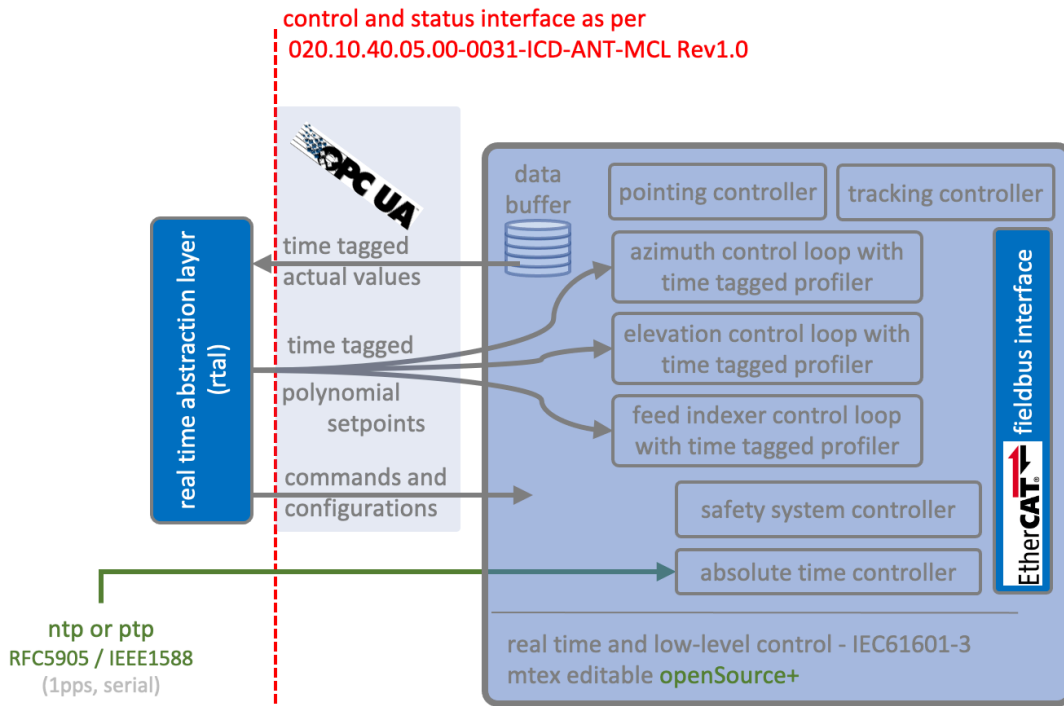 control and status interface as per
020.10.40.05.00-0031-ICD-ANT-MCL Rev1.0
OPC UA
data
buffer
pointing controller
tracking controller
real time abstraction layer
(rtal)
time tagged
actual values
azimuth control loop with
time tagged profiler
time tagged
polynomial
setpoints
elevation control loop with
time tagged profiler
feed indexer control loop
with time tagged profiler
commands and
configurations
safety system controller
absolute time controller
EtherCAT®
fieldbus interface
ntp or ptp
RFC5905 / IEEE1588
(1pps, serial)
real time and low-level control - IEC61601-3
mtex editable openSource+